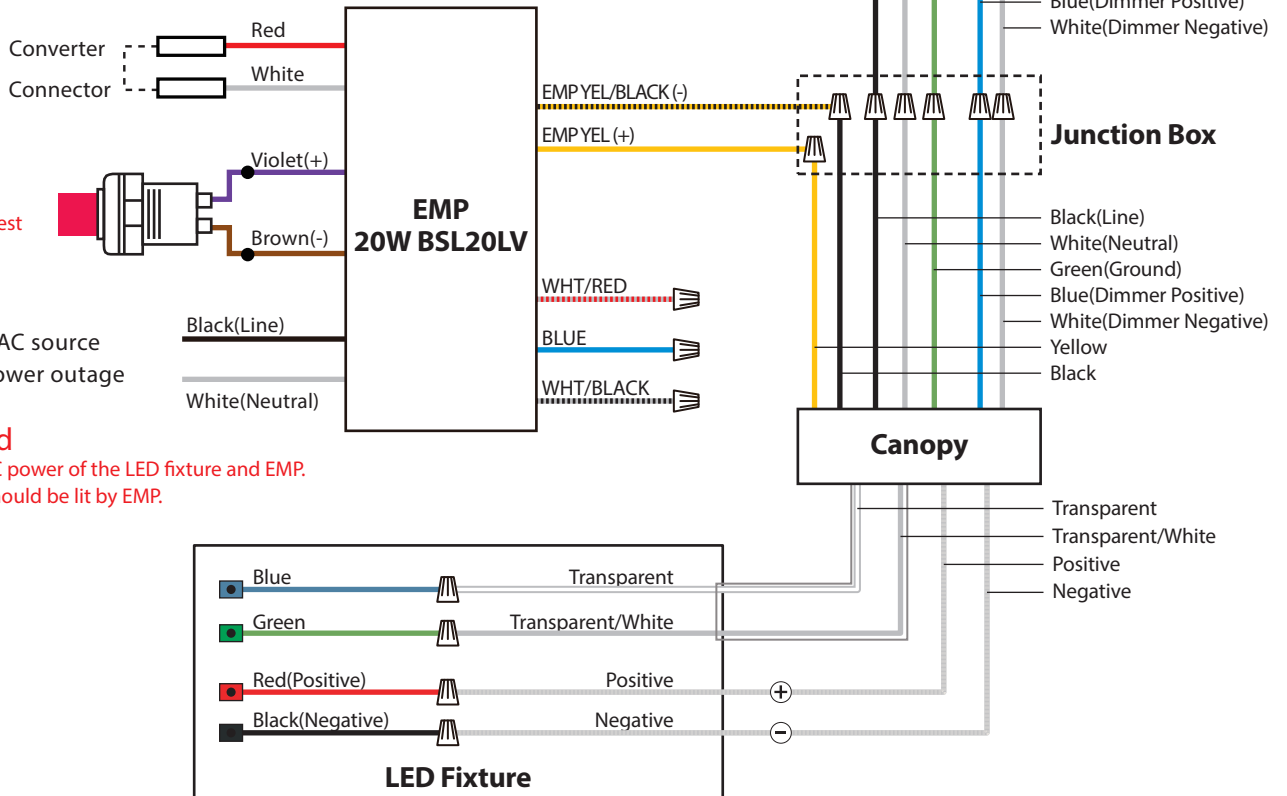 Blue(Dimmer Positive)
White(Dimmer Negative)
Converter
Connector
Red
White
EMP YEL/BLACK (-)
EMP YEL (+)
Junction Box
Violet(+)
Brown(-)
est
EMP
20W BSL20LV
WHT/RED
BLUE
WHT/BLACK
Black(Line)
White(Neutral)
AC source
ower outage
Black(Line)
White(Neutral)
Green(Ground)
Blue(Dimmer Positive)
White(Dimmer Negative)
Yellow
Black
Canopy
d
C power of the LED fixture and EMP.
ould be lit by EMP.
Transparent
Transparent/White
Positive
Negative
Blue
Transparent
Green
Transparent/White
Red(Positive)
Positive
+
Black(Negative)
Negative
−
LED Fixture